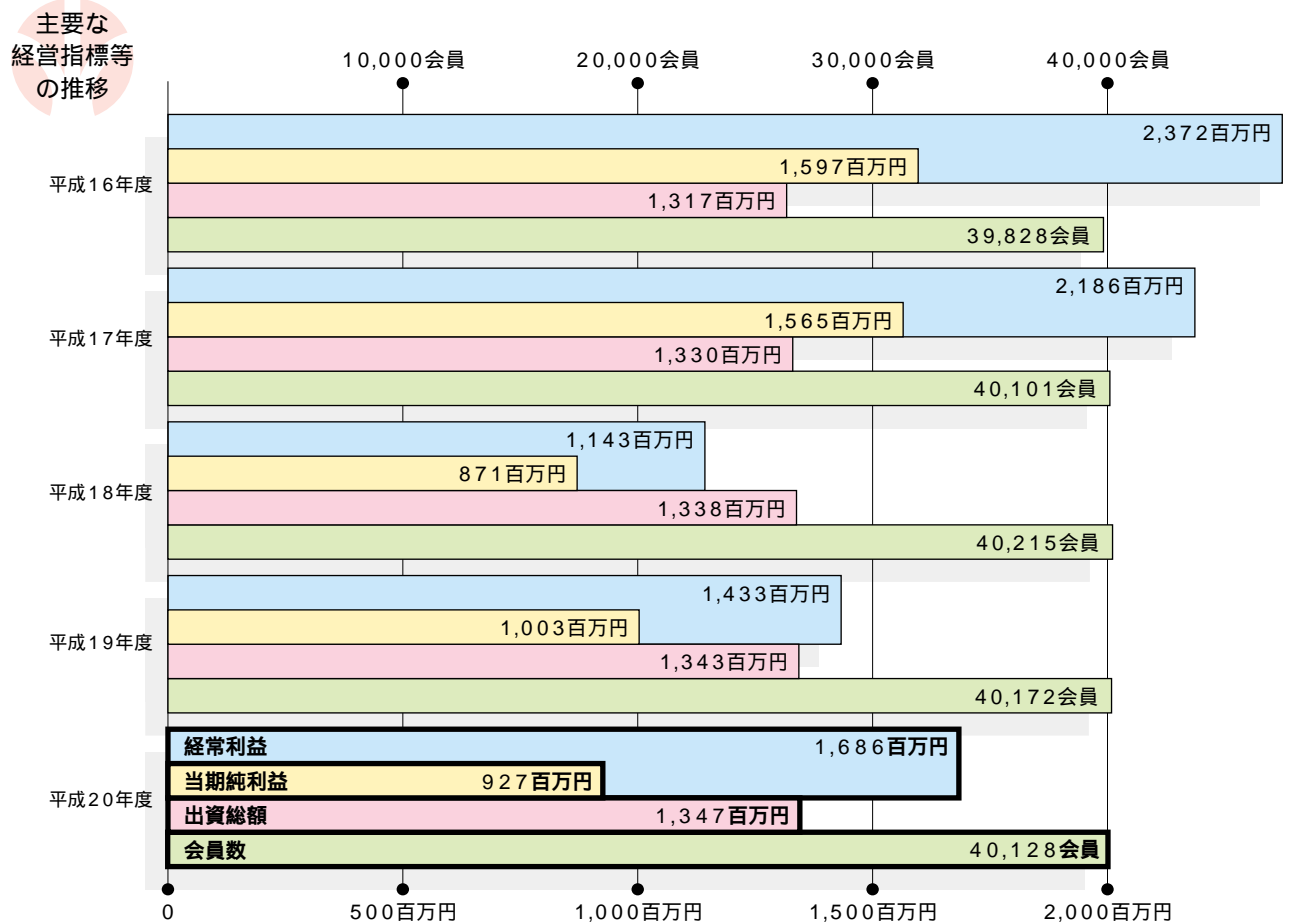 主要な
経営指標等
の推移
10,000会員
20,000会員
30,000会員
40,000会員
平成16年度
2,372百万円
1,597百万円
1,317百万円
39,828会員
平成17年度
2,186百万円
1,565百万円
1,330百万円
40,101会員
平成18年度
1,143百万円
871百万円
1,338百万円
40,215会員
平成19年度
1,433百万円
1,003百万円
1,343百万円
40,172会員
平成20年度
経常利益 1,686百万円
当期純利益 927百万円
出資総額 1,347百万円
会員数 40,128会員
0
500百万円
1,000百万円
1,500百万円
2,000百万円